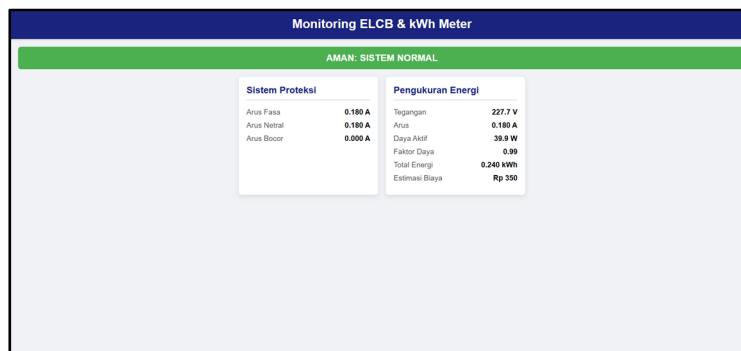 Monitoring ELCB & kWh Meter
AMAN: SISTEM NORMAL
Sistem Proteksi
Arus Fasa 0.180 A
Arus Netral 0.180 A
Arus Bocor 0.000 A
Pengukuran Energi
Tegangan 227.7 V
Arus 0.180 A
Daya Aktif 39.9 W
Faktor Daya 0.99
Total Energi 0.240 kWh
Estimasi Biaya Rp 350